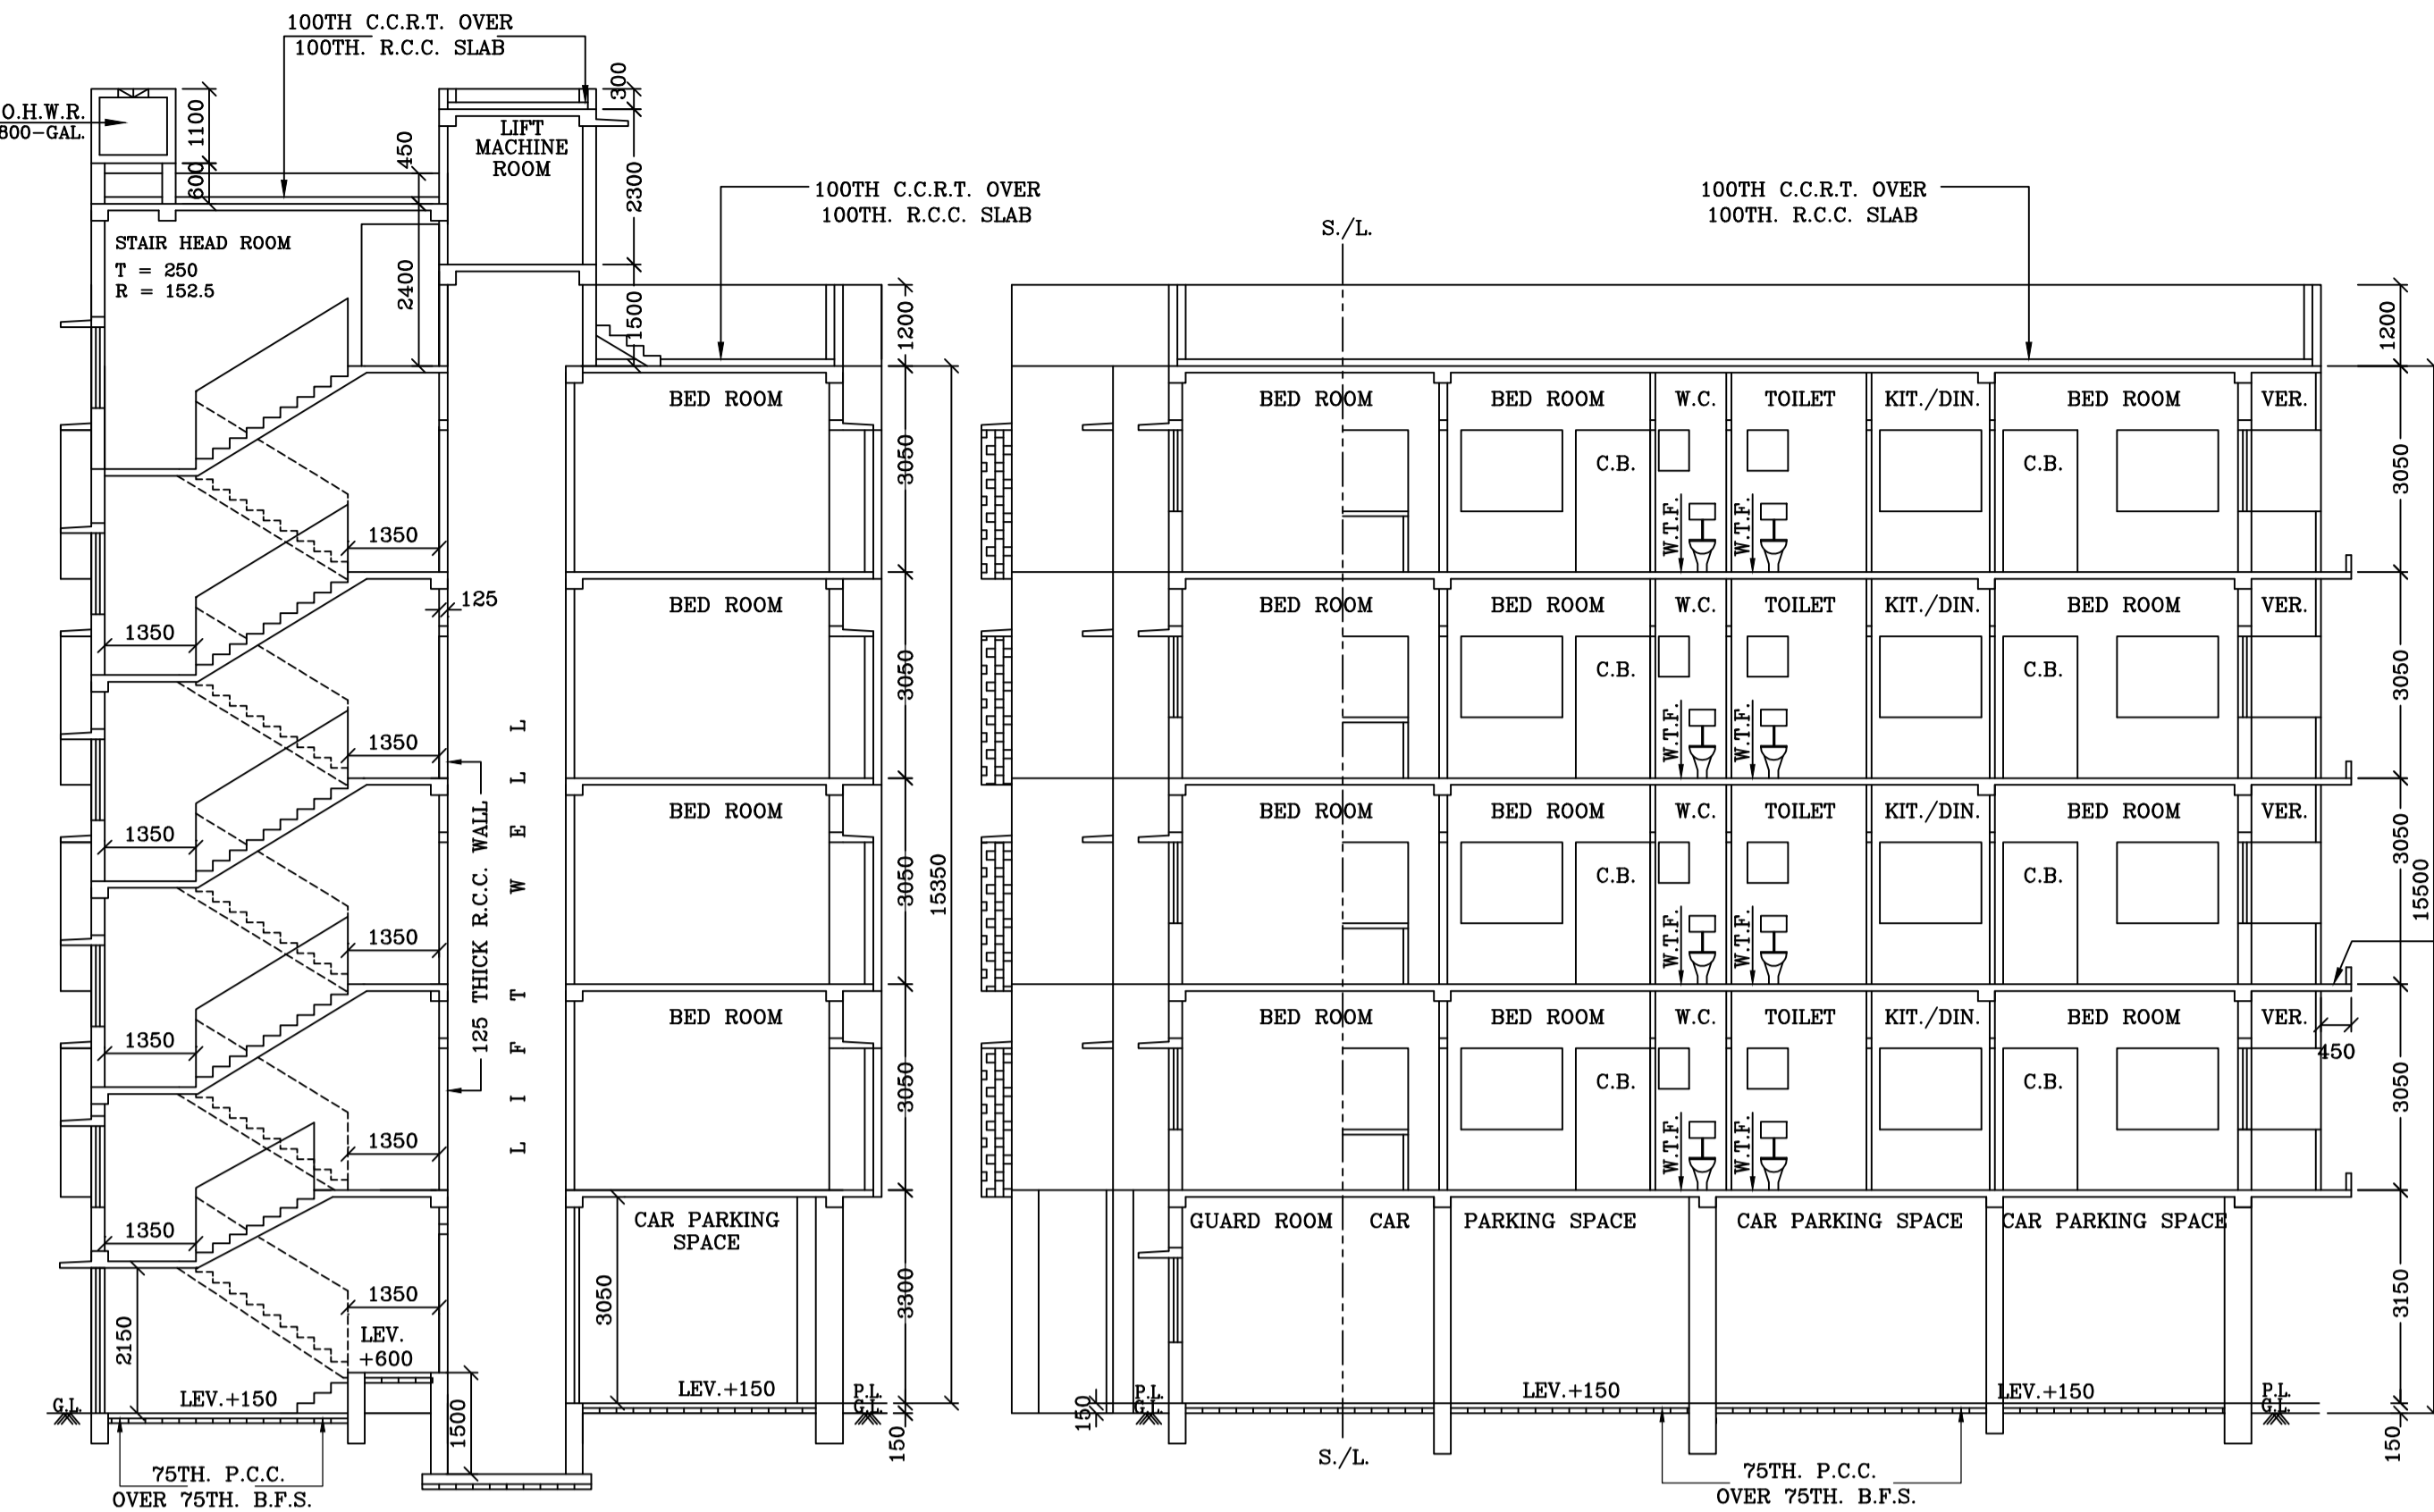 100TH C.C.R.T. OVER
100TH. R.C.C. SLAB
O.H.W.R.
800-GAL.
1100
600
450
300
LIFT
MACHINE
ROOM
2300
STAIR HEAD ROOM
T = 250
R = 152.5
2400
1500
100TH C.C.R.T. OVER
100TH. R.C.C. SLAB
1200
BED ROOM
3050
1350
BED ROOM
125
1350
3050
1350
BED ROOM
1350
125 THICK R.C.C. WALL
LIFT WELL
3050
15350
1350
BED ROOM
1350
3050
1350
CAR PARKING
SPACE
1350
1350
3050
3300
2150
LEV.
+600
LEV.+150
G.L.
LEV.+150
P.L.
G.L.
1500
150
75TH. P.C.C.
OVER 75TH. B.F.S.
S./L.
100TH C.C.R.T. OVER
100TH. R.C.C. SLAB
1200
BED ROOM BED ROOM W.C. TOILET KIT./DIN. BED ROOM VER.
C.B. C.B.
W.T.F. W.T.F.
3050
BED ROOM BED ROOM W.C. TOILET KIT./DIN. BED ROOM VER.
C.B. C.B.
W.T.F. W.T.F.
3050
BED ROOM BED ROOM W.C. TOILET KIT./DIN. BED ROOM VER.
C.B. C.B.
W.T.F. W.T.F.
3050
15500
BED ROOM BED ROOM W.C. TOILET KIT./DIN. BED ROOM VER.
450
C.B. C.B.
W.T.F. W.T.F.
3050
GUARD ROOM CAR PARKING SPACE CAR PARKING SPACE CAR PARKING SPACE
3150
LEV.+150 LEV.+150
150
P.L.
G.L.
P.L.
G.L.
150
S./L.
75TH. P.C.C.
OVER 75TH. B.F.S.